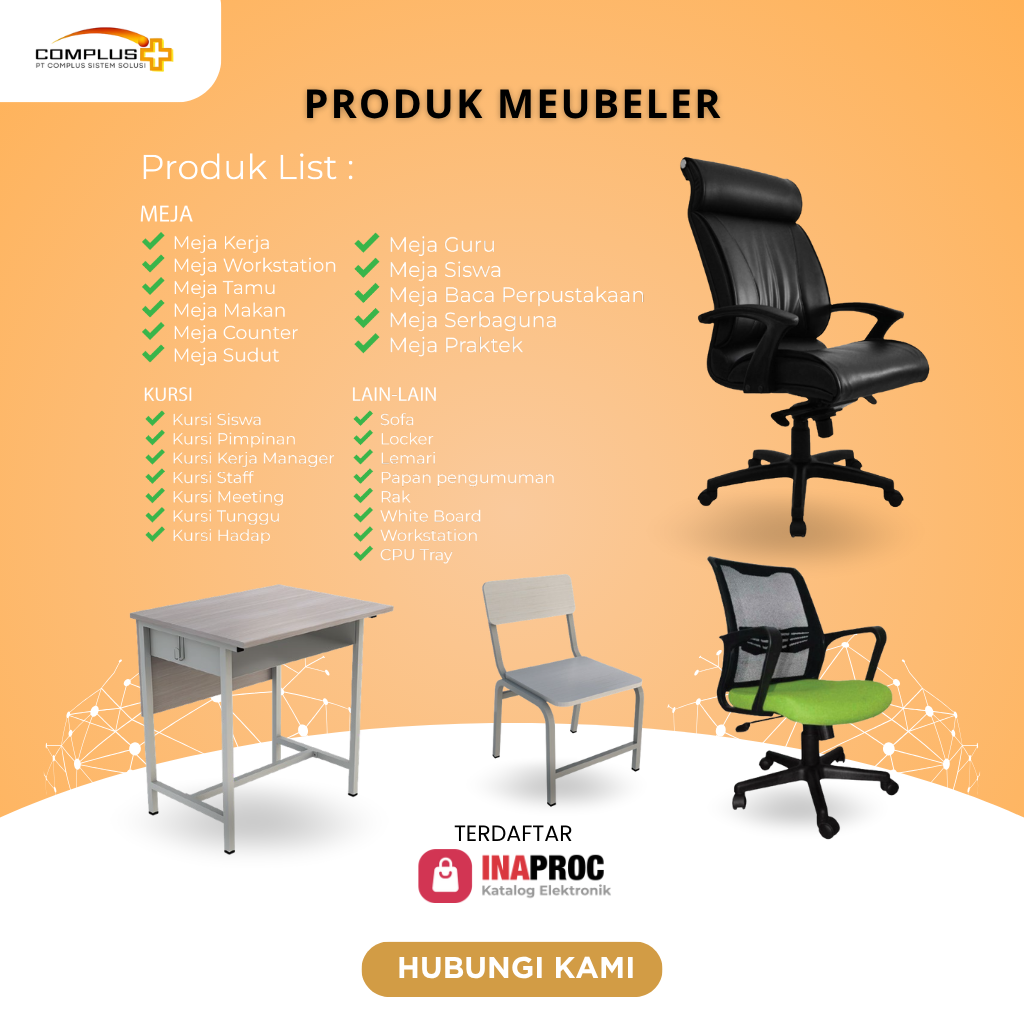 COMPLUS
PT COMPLUS SISTEM SOLUSI
PRODUK MEUBELER
Produk List :
MEJA
Meja Kerja
Meja Workstation
Meja Tamu
Meja Makan
Meja Counter
Meja Sudut
Meja Guru
Meja Siswa
Meja Baca Perpustakaan
Meja Serbaguna
Meja Praktek
KURSI
Kursi Siswa
Kursi Pimpinan
Kursi Kerja Manager
Kursi Staff
Kursi Meeting
Kursi Tunggu
Kursi Hadap
LAIN-LAIN
Sofa
Locker
Lemari
Papan pengumuman
Rak
White Board
Workstation
CPU Tray
TERDAFTAR
INAPROC
Katalog Elektronik
HUBUNGI KAMI